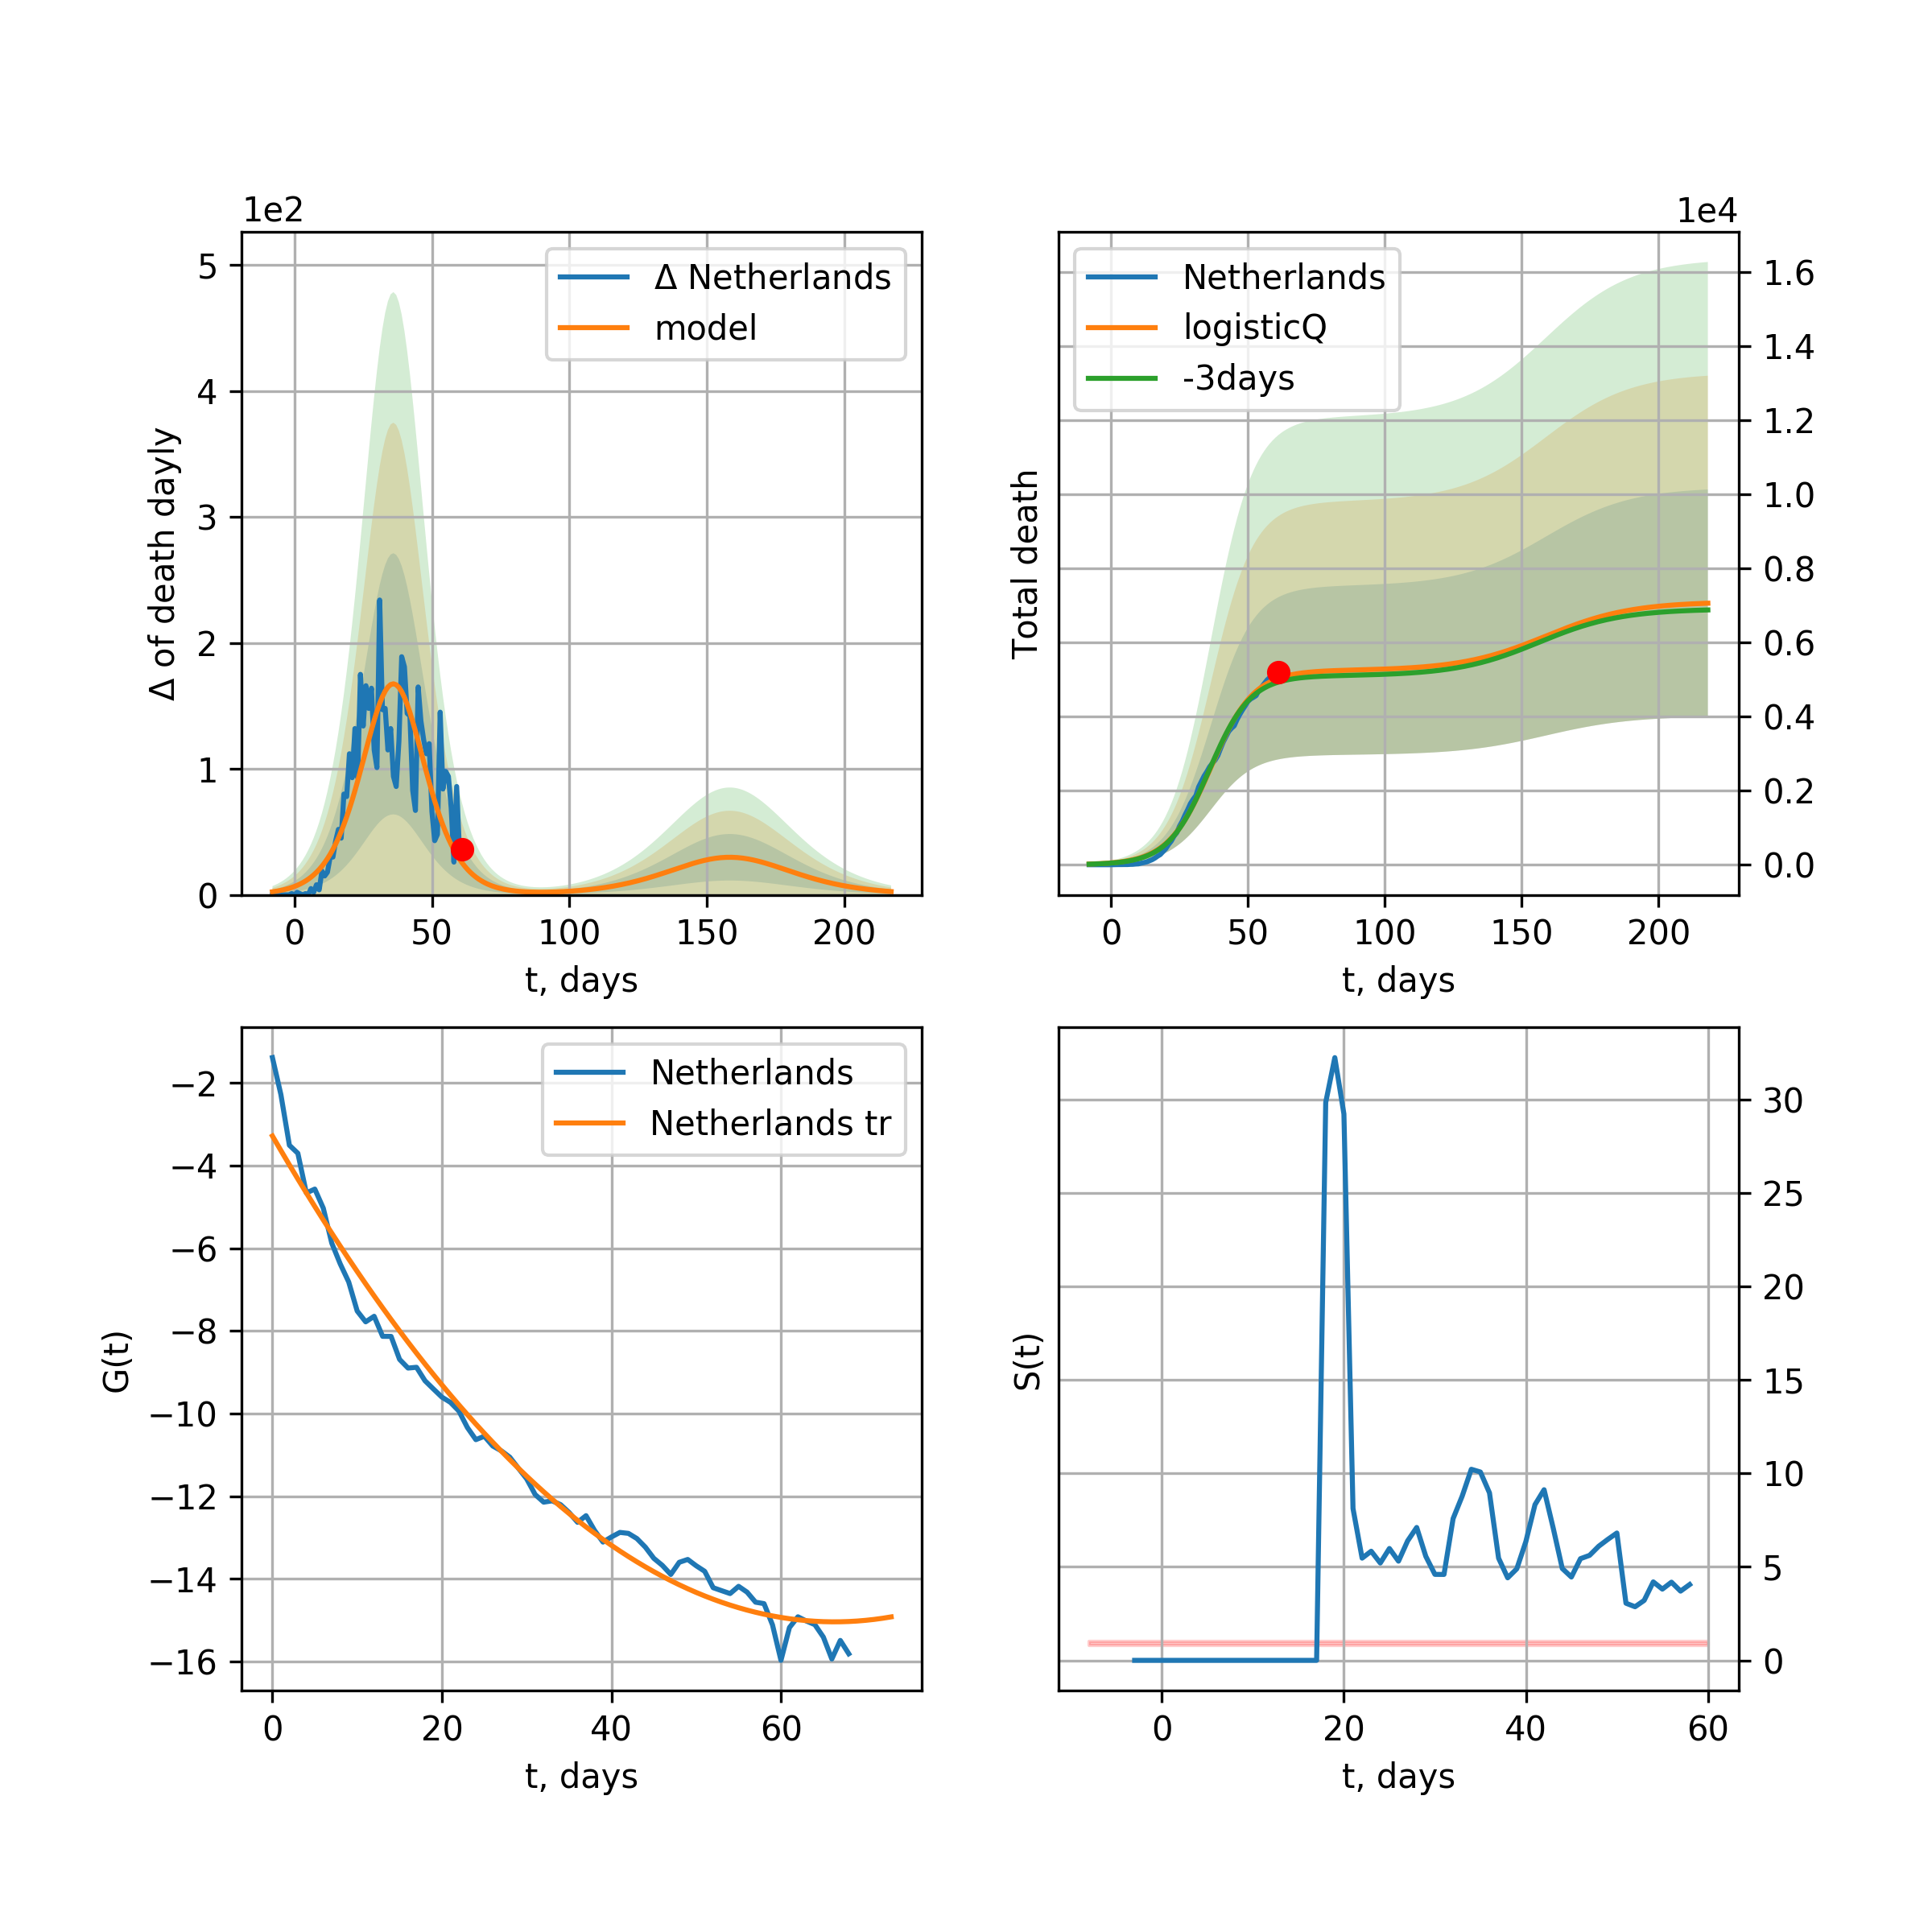 1e2
5
4
3
2
1
0
Δ of death dayly
Δ Netherlands
model
0 50 100 150 200
t, days
1e4
1.6
1.4
1.2
1.0
0.8
0.6
0.4
0.2
0.0
Total death
Netherlands
logisticQ
-3days
0 50 100 150 200
t, days
−2
−4
−6
−8
−10
−12
−14
−16
G(t)
Netherlands
Netherlands tr
0 20 40 60
t, days
30
25
20
15
10
5
0
S(t)
0 20 40 60
t, days